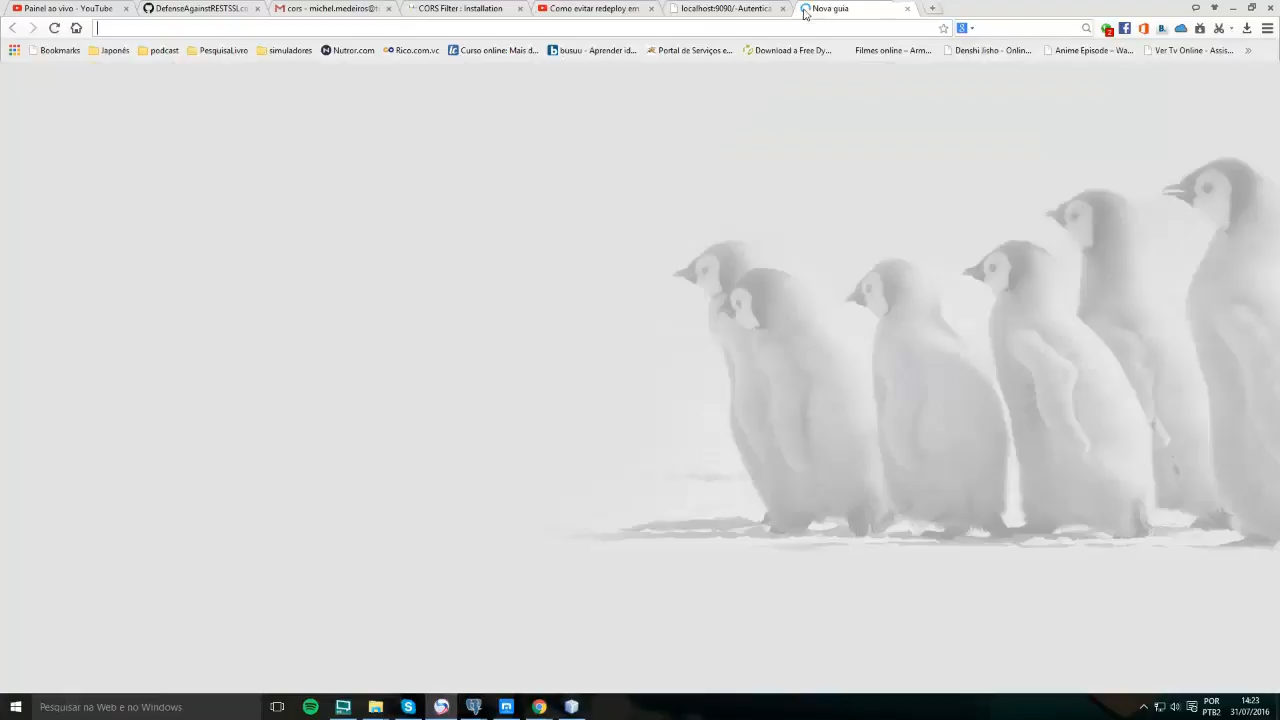 Painel ao vivo - YouTube
DefenseAgainstRESTSSl.co
cors - michel.medeiros@t
CORS Filter : Installation
Como evitar redeploy em
localhost:9090/-Autentica
Nova guia
Bookmarks
Japonês
podcast
PesquisaLivro
simuladores
Nutror.com
Rico.com.vc
Curso online: Mais d...
busuu - Aprender id...
Portal de Serviços e...
Download a Free Dy...
Filmes online – Arm...
Denshi Jisho - Onlin...
Anime Episode – Wa...
Ver Tv Online - Assis...
Pesquisar na Web e no Windows
POR
PTB2
14:23
31/07/2016